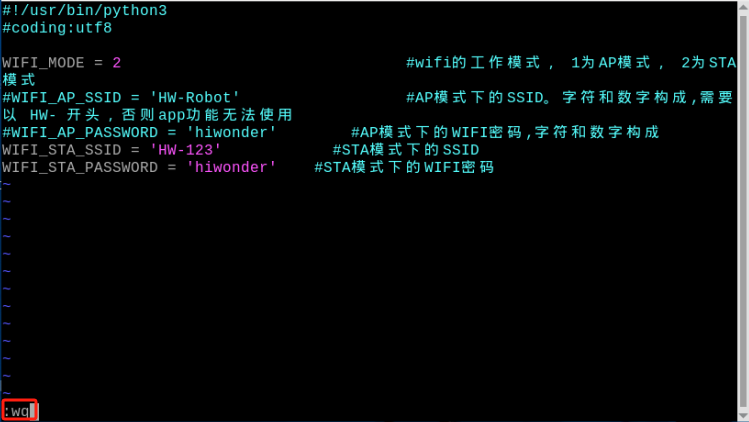 #!/usr/bin/python3
#coding:utf8
WIFI_MODE = 2 #wifi的工作模式， 1为AP模式， 2为STA
模式
#WIFI_AP_SSID = 'HW-Robot' #AP模式下的SSID。字符和数字构成,需要
以 HW- 开头，否则app功能无法使用
#WIFI_AP_PASSWORD = 'hiwonder' #AP模式下的WIFI密码,字符和数字构成
WIFI_STA_SSID = 'HW-123' #STA模式下的SSID
WIFI_STA_PASSWORD = 'hiwonder' #STA模式下的WIFI密码
~
~
~
~
~
~
~
~
~
~
~
~
~
:wq